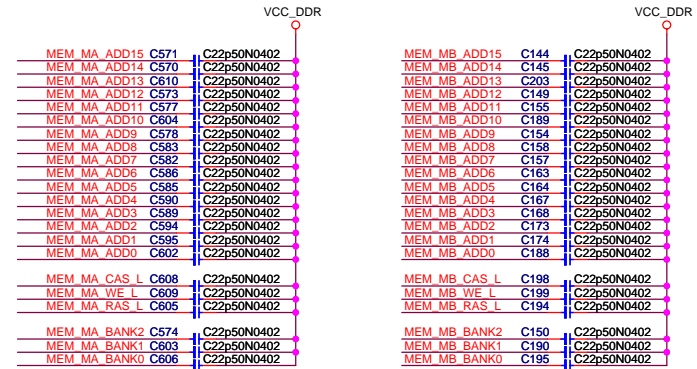 VCC_DDR
MEM_MA_ADD15 C571 C22p50N0402
MEM_MA_ADD14 C570 C22p50N0402
MEM_MA_ADD13 C610 C22p50N0402
MEM_MA_ADD12 C573 C22p50N0402
MEM_MA_ADD11 C577 C22p50N0402
MEM_MA_ADD10 C604 C22p50N0402
MEM_MA_ADD9 C578 C22p50N0402
MEM_MA_ADD8 C583 C22p50N0402
MEM_MA_ADD7 C582 C22p50N0402
MEM_MA_ADD6 C586 C22p50N0402
MEM_MA_ADD5 C585 C22p50N0402
MEM_MA_ADD4 C590 C22p50N0402
MEM_MA_ADD3 C589 C22p50N0402
MEM_MA_ADD2 C594 C22p50N0402
MEM_MA_ADD1 C595 C22p50N0402
MEM_MA_ADD0 C602 C22p50N0402
MEM_MA_CAS_L C608 C22p50N0402
MEM_MA_WE_L C609 C22p50N0402
MEM_MA_RAS_L C605 C22p50N0402
MEM_MA_BANK2 C574 C22p50N0402
MEM_MA_BANK1 C603 C22p50N0402
MEM_MA_BANK0 C606 C22p50N0402
VCC_DDR
MEM_MB_ADD15 C144 C22p50N0402
MEM_MB_ADD14 C145 C22p50N0402
MEM_MB_ADD13 C203 C22p50N0402
MEM_MB_ADD12 C149 C22p50N0402
MEM_MB_ADD11 C155 C22p50N0402
MEM_MB_ADD10 C189 C22p50N0402
MEM_MB_ADD9 C154 C22p50N0402
MEM_MB_ADD8 C158 C22p50N0402
MEM_MB_ADD7 C157 C22p50N0402
MEM_MB_ADD6 C163 C22p50N0402
MEM_MB_ADD5 C164 C22p50N0402
MEM_MB_ADD4 C167 C22p50N0402
MEM_MB_ADD3 C168 C22p50N0402
MEM_MB_ADD2 C173 C22p50N0402
MEM_MB_ADD1 C174 C22p50N0402
MEM_MB_ADD0 C188 C22p50N0402
MEM_MB_CAS_L C198 C22p50N0402
MEM_MB_WE_L C199 C22p50N0402
MEM_MB_RAS_L C194 C22p50N0402
MEM_MB_BANK2 C150 C22p50N0402
MEM_MB_BANK1 C190 C22p50N0402
MEM_MB_BANK0 C195 C22p50N0402